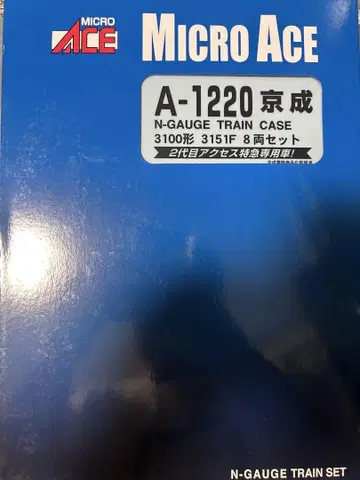 MICRO
ACE
MICRO ACE
A-1220 京成
N-GAUGE TRAIN CASE
3100形 3151F 8両セット
2代目アクセス特急専用車!
N-GAUGE TRAIN SET